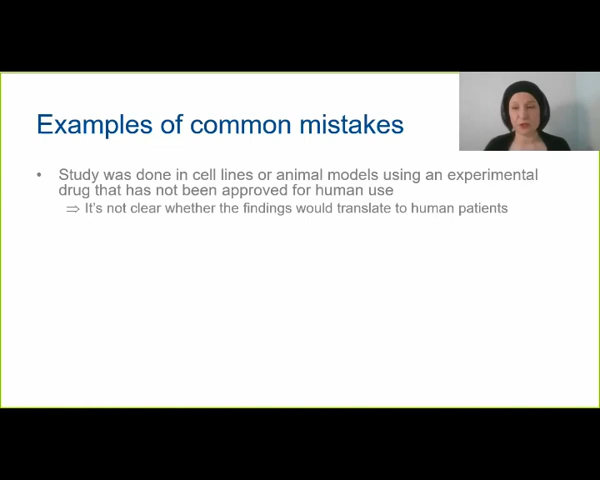 Examples of common mistakes
• Study was done in cell lines or animal models using an experimental
drug that has not been approved for human use
⇒ It's not clear whether the findings would translate to human patients